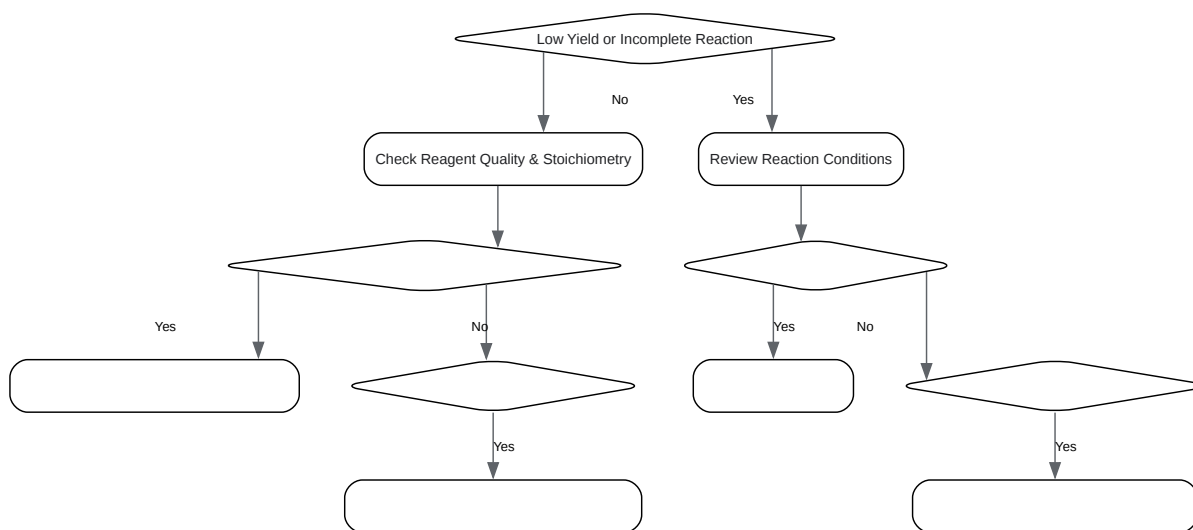 Low Yield or Incomplete Reaction
No
Yes
Check Reagent Quality & Stoichiometry
Review Reaction Conditions
Yes
No
Yes
No
Yes
Yes